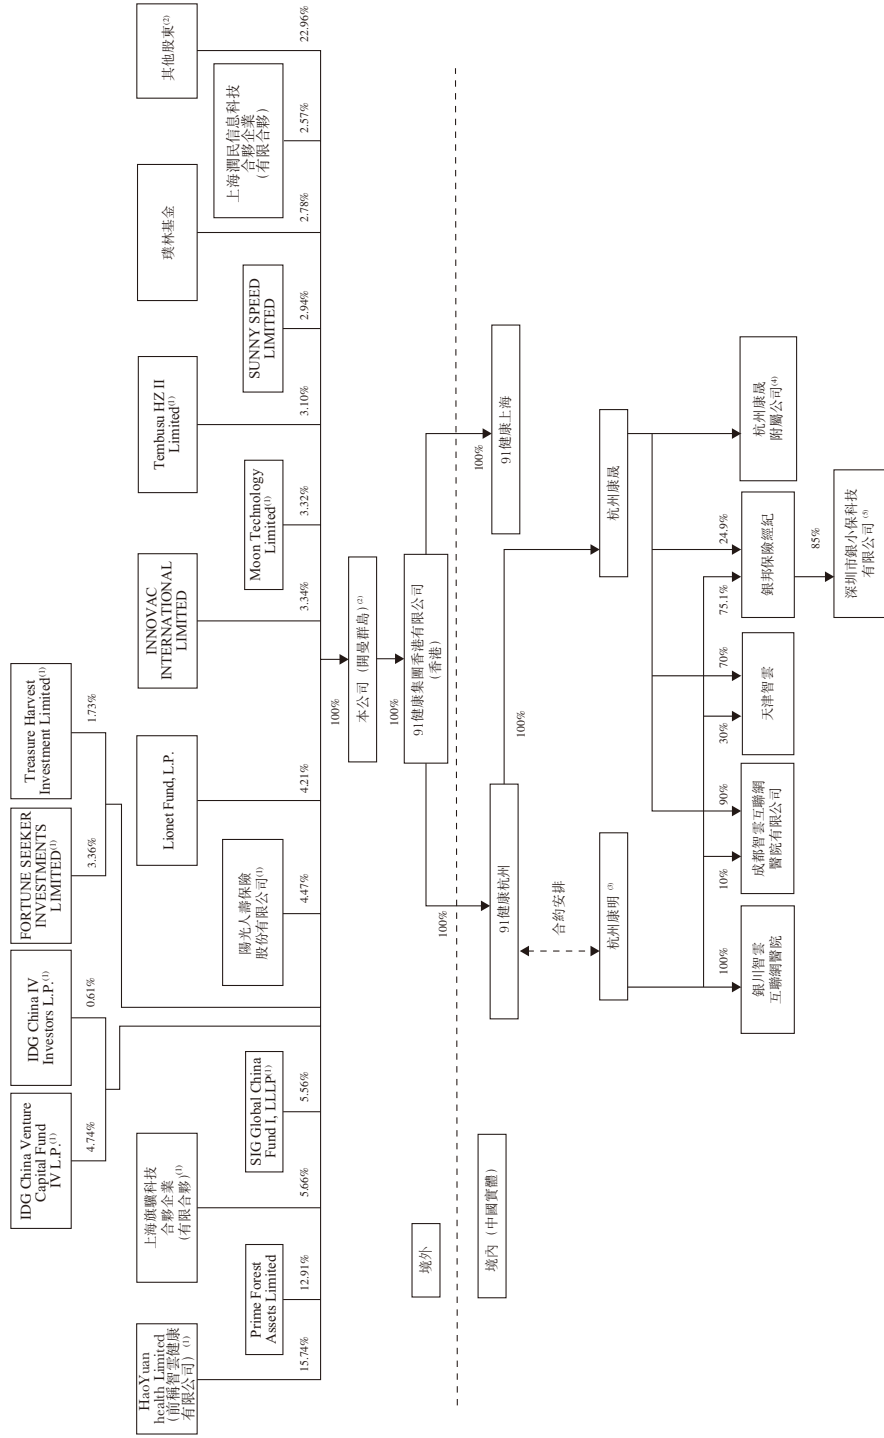 IDG China Venture
Capital Fund
IV L.P.(1)
4.74%
IDG China IV
Investors L.P.(1)
0.61%
FORTUNE SEEKER
INVESTMENTS
LIMITED(1)
3.36%
Treasure Harvest
Investment Limited(1)
1.73%
HaoYuan
health Limited
(前稱智雲健康
有限公司)(1)
15.74%
Prime Forest
Assets Limited
12.91%
上海旗驥科技
合夥企業
(有限合夥)(1)
5.66%
SIG Global China
Fund I, LLLP(1)
5.56%
陽光人壽保險
股份有限公司(1)
4.47%
Lionet Fund, L.P.
4.21%
INNOVAC
INTERNATIONAL
LIMITED
3.34%
Moon Technology
Limited(1)
3.32%
Tembusu HZ II
Limited(1)
3.10%
SUNNY SPEED
LIMITED
2.94%
璞林基金
2.78%
上海潤民信息科技
合夥企業
(有限合夥)
2.57%
其他股東(2)
22.96%
100%
本公司(開曼群島)(2)
100%
91健康集團香港有限公司
(香港)
境外
境內(中國實體)
100%
100%
91健康杭州
91健康上海
100%
合約安排
杭州康明(3)
杭州康晟
100%
10%
90%
30%
70%
75.1%
24.9%
銀川智雲
互聯網醫院
成都智雲互聯網
醫院有限公司
天津智雲
銀邦保險經紀
杭州康晟
附屬公司(4)
85%
深圳市銀小保科技
有限公司(5)